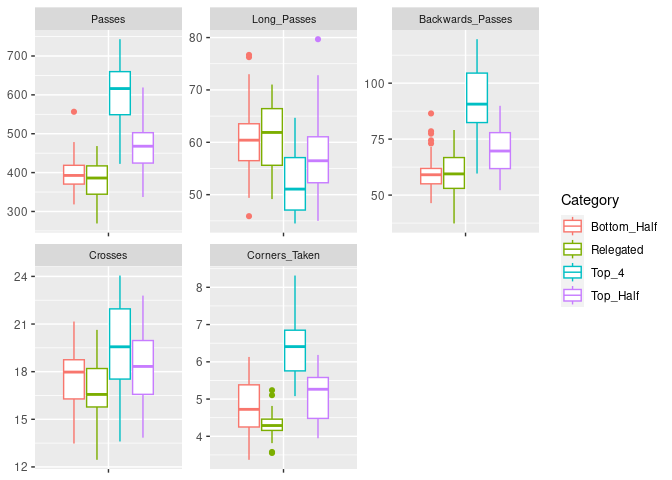 Passes
Long_Passes
Backwards_Passes
700
600
500
400
300
80
70
60
50
100
75
50
Crosses
Corners_Taken
24
21
18
15
12
8
7
6
5
4
Category
Bottom_Half
Relegated
Top_4
Top_Half